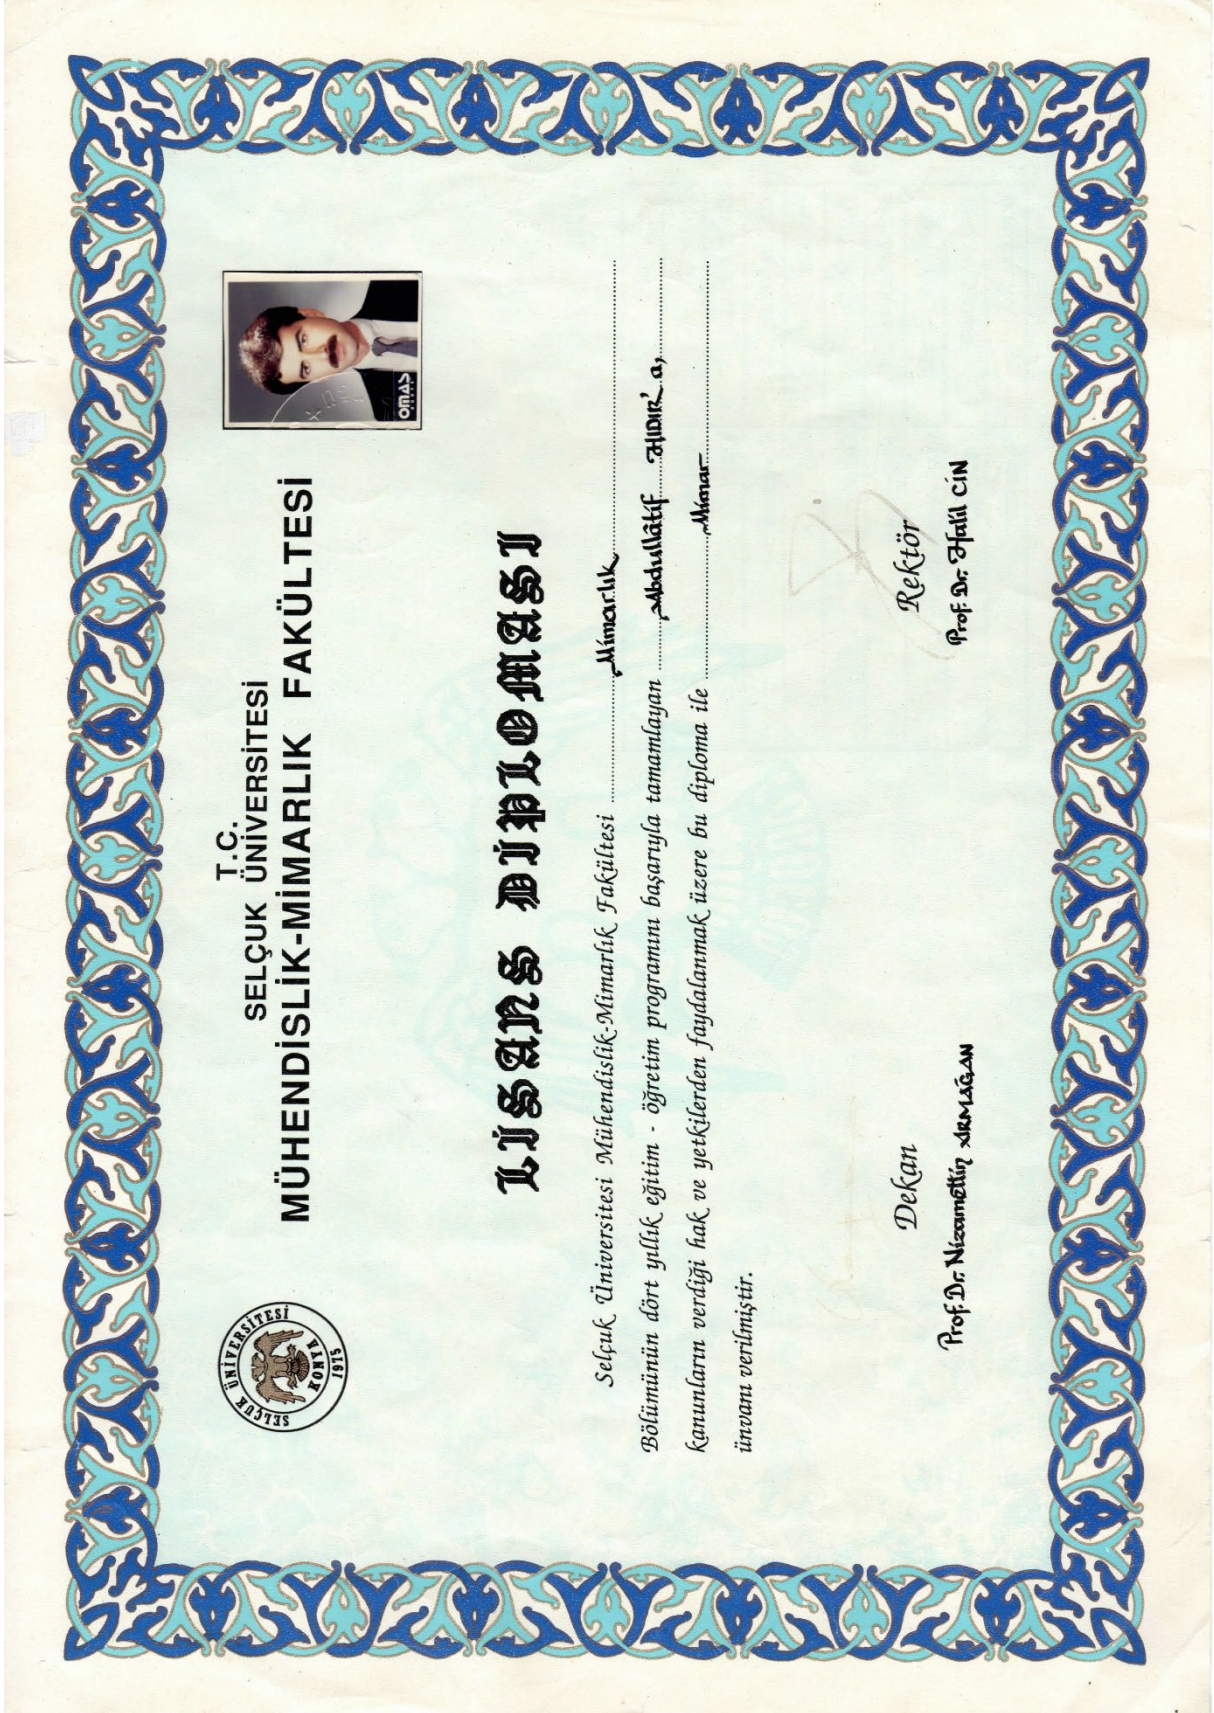 T.C.
SELÇUK ÜNİVERSİTESİ
MÜHENDİSLİK-MİMARLIK FAKÜLTESİ
SELÇUK ÜNİVERSİTESİ
KONYA
1975
OMAS
LİSANS DİPLOMASI
Selçuk Üniversitesi Mühendislik-Mimarlık Fakültesi ........Mimarlık........
Bölümünün dört yıllık eğitim - öğretim programını başarıyla tamamlayan ........Abdullâtif HIDIR'a,........
kanunların verdiği hak ve yetkilerden faydalanmak üzere bu diploma ile ........Mimar........
ünvanı verilmiştir.
Dekan
Prof. Dr. Nizamettin ARMAĞAN
Rektör
Prof. Dr. Halil CİN